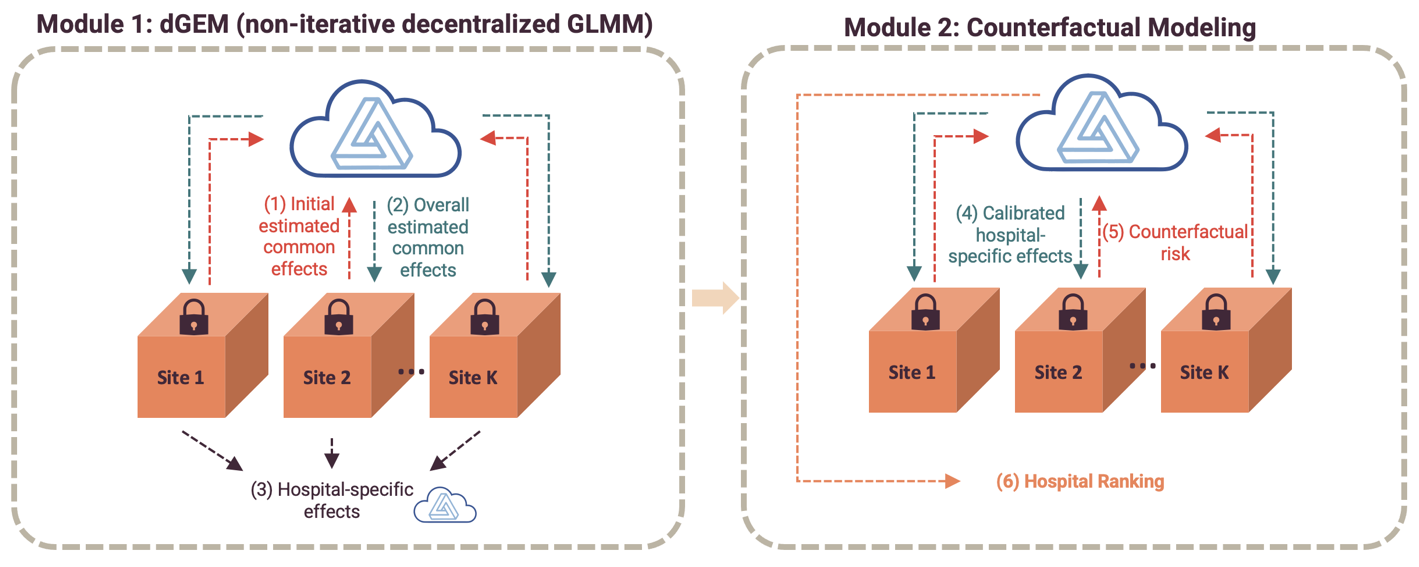 Module 1: dGEM (non-iterative decentralized GLMM)
(1) Initial
estimated
common
effects
(2) Overall
estimated
common
effects
Site 1
Site 2
...
Site K
(3) Hospital-specific
effects
Module 2: Counterfactual Modeling
(4) Calibrated
hospital-
specific effects
(5) Counterfactual
risk
Site 1
Site 2
...
Site K
(6) Hospital Ranking